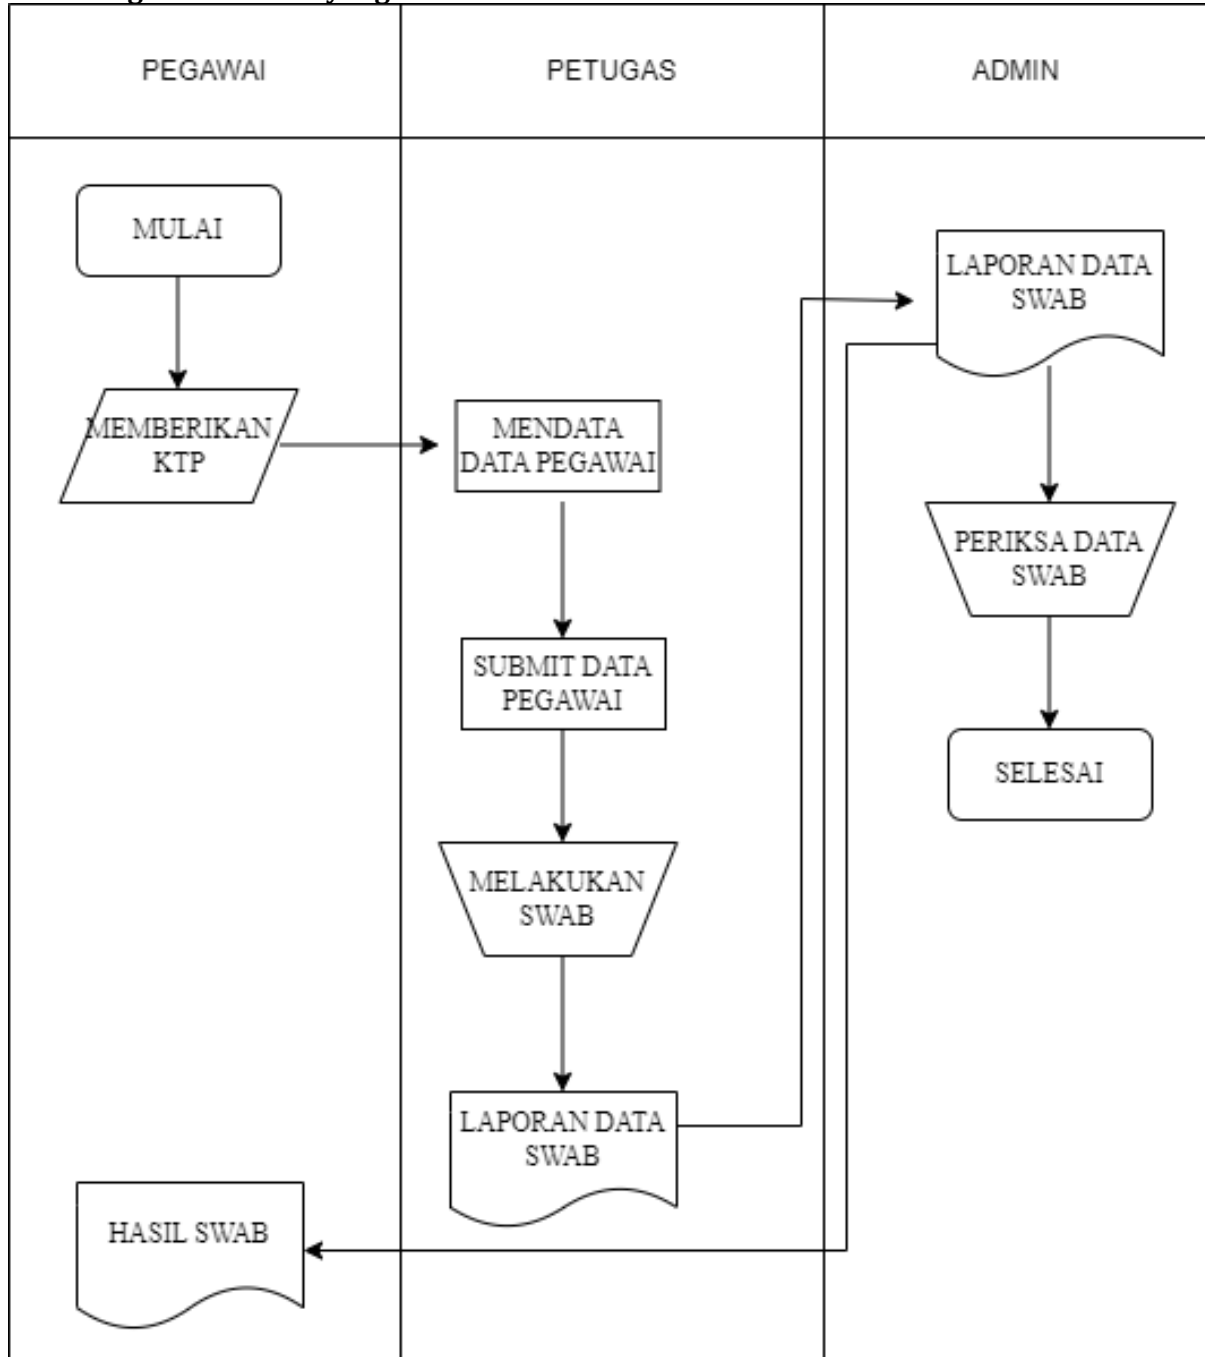 PEGAWAI
PETUGAS
ADMIN
MULAI
MEMBERIKAN
KTP
MENDATA
DATA PEGAWAI
SUBMIT DATA
PEGAWAI
MELAKUKAN
SWAB
LAPORAN DATA
SWAB
LAPORAN DATA
SWAB
PERIKSA DATA
SWAB
SELESAI
HASIL SWAB